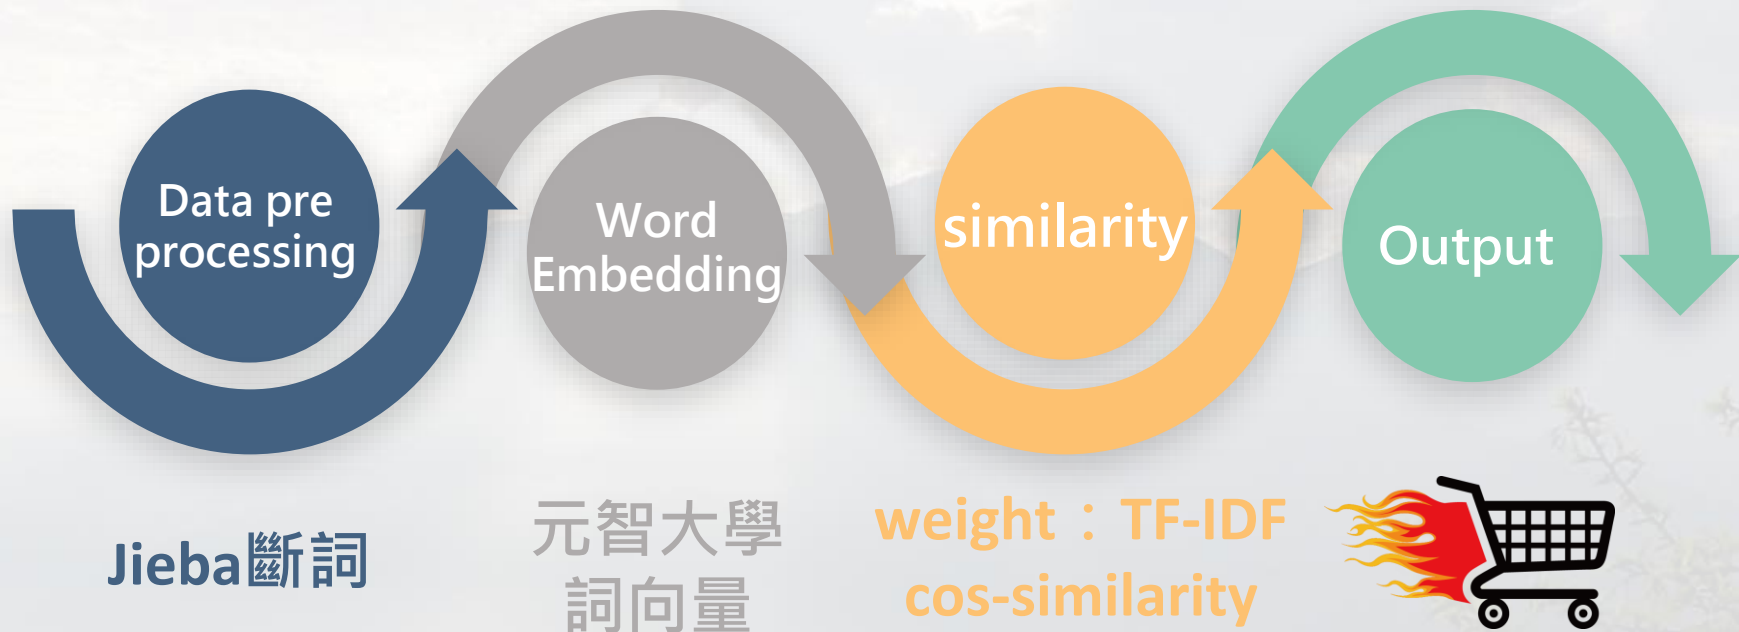 Data pre
processing
Word
Embedding
similarity
Output
Jieba斷詞
元智大學
詞向量
weight：TF-IDF
cos-similarity